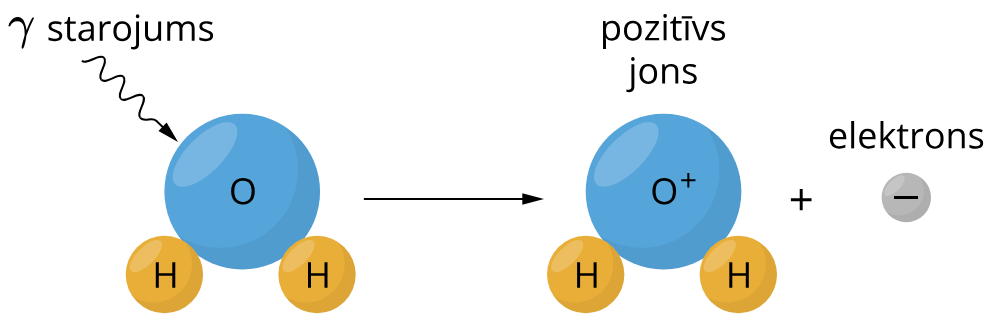 γ starojums
pozitīvs
jons
elektrons
O
O⁺
+
−
H
H
H
H